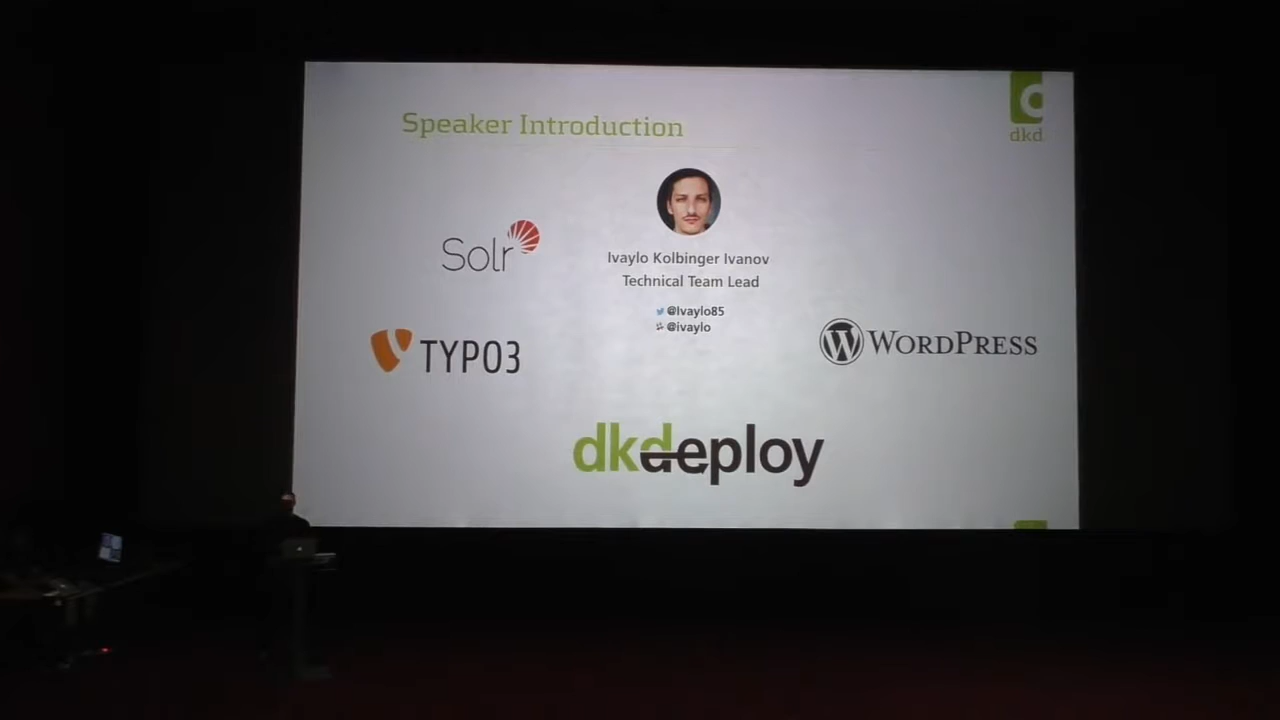 Speaker Introduction
dkd
Solr
Ivaylo Kolbinger Ivanov
Technical Team Lead
@Ivaylo85
@ivaylo
TYPO3
WORDPRESS
dkdeploy